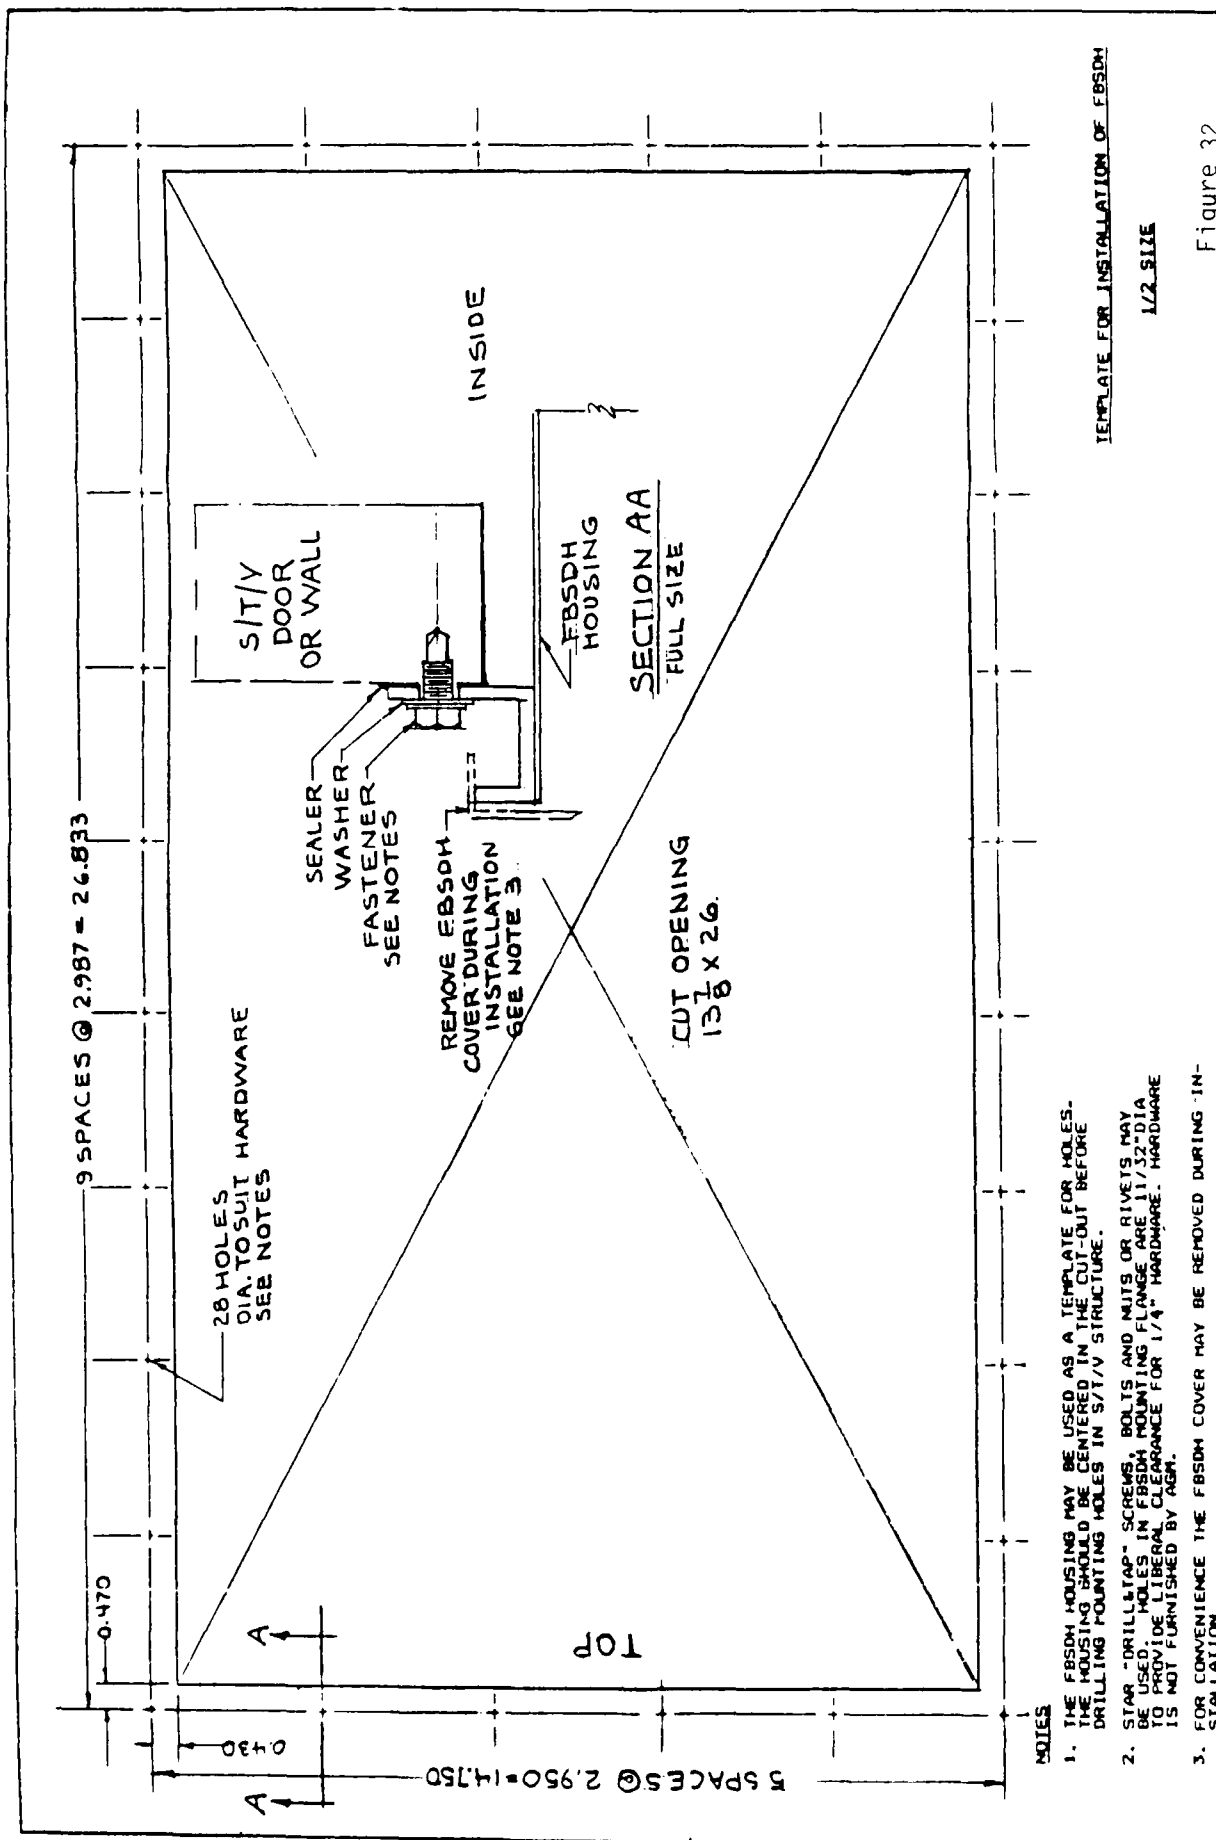 9 SPACES @ 2.987 = 26.833
0.470
28 HOLES
DIA. TO SUIT HARDWARE
SEE NOTES
SEALER
WASHER
FASTENER
SEE NOTES
S/T/V
DOOR
OR WALL
INSIDE
REMOVE FBSDH
COVER DURING
INSTALLATION
SEE NOTE 3
FBSDH
HOUSING
SECTION AA
FULL SIZE
CUT OPENING
13 7/8 X 26.
A
A
0.430
5 SPACES @ 2.950=14.750
TOP
NOTES
1. THE FBSDH HOUSING MAY BE USED AS A TEMPLATE FOR HOLES.
THE HOUSING SHOULD BE CENTERED IN THE CUT-OUT BEFORE
DRILLING MOUNTING HOLES IN S/T/V STRUCTURE.
2. STAR "DRILL&TAP" SCREWS, BOLTS AND NUTS OR RIVETS MAY
BE USED. HOLES IN FBSDH MOUNTING FLANGE ARE 11/32"DIA
TO PROVIDE LIBERAL CLEARANCE FOR 1/4" HARDWARE. HARDWARE
IS NOT FURNISHED BY AGM.
3. FOR CONVENIENCE THE FBSDH COVER MAY BE REMOVED DURING IN-
STALLATION
TEMPLATE FOR INSTALLATION OF FBSDH
1/2 SIZE
Figure 32